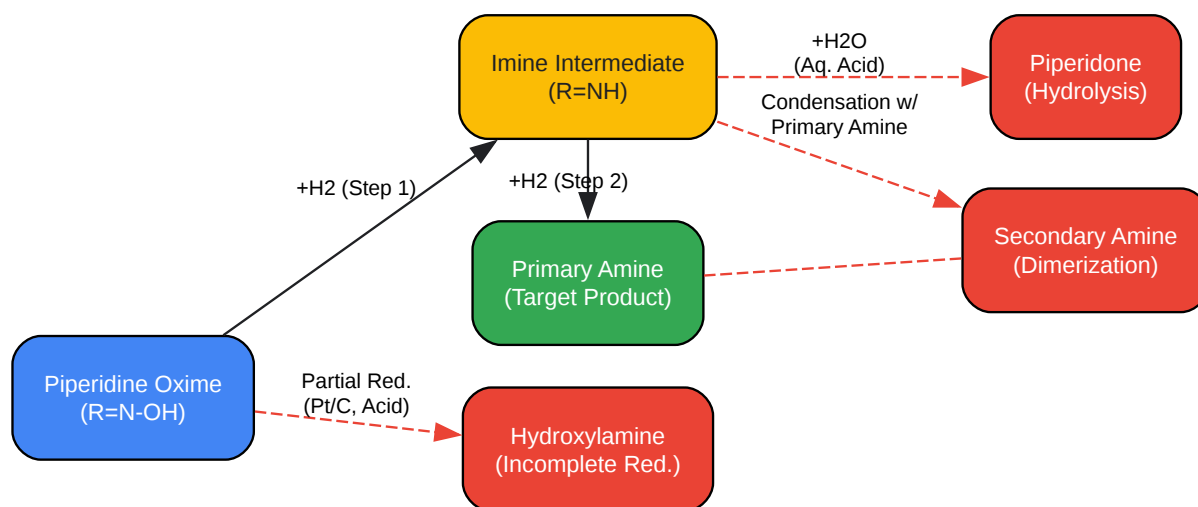 Imine Intermediate
(R=NH)
+H2O
(Aq. Acid)
Piperidone
(Hydrolysis)
Condensation w/
Primary Amine
+H2 (Step 1)
+H2 (Step 2)
Secondary Amine
(Dimerization)
Primary Amine
(Target Product)
Piperidine Oxime
(R=N-OH)
Partial Red.
(Pt/C, Acid)
Hydroxylamine
(Incomplete Red.)